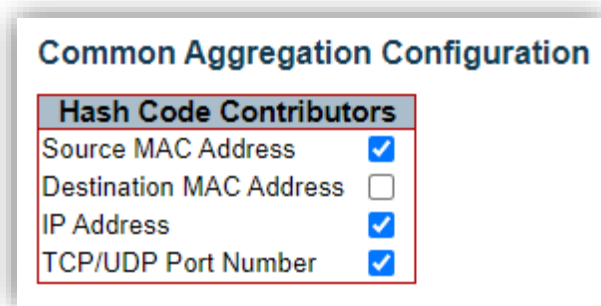 Common Aggregation Configuration
Hash Code Contributors
Source MAC Address
Destination MAC Address
IP Address
TCP/UDP Port Number